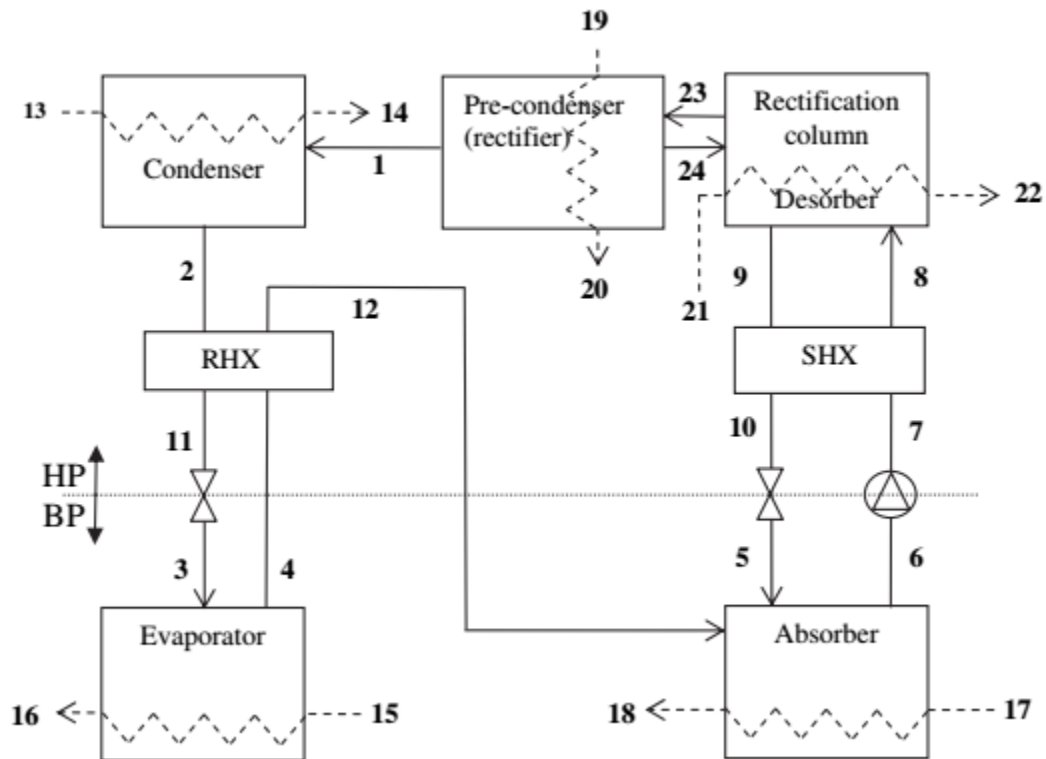 19
13
14
Condenser
1
Pre-condenser
(rectifier)
23
24
Rectification
column
Desorber
22
2
12
20
21
9
8
RHX
SHX
11
10
7
HP
BP
3
4
5
6
Evaporator
Absorber
16
15
18
17